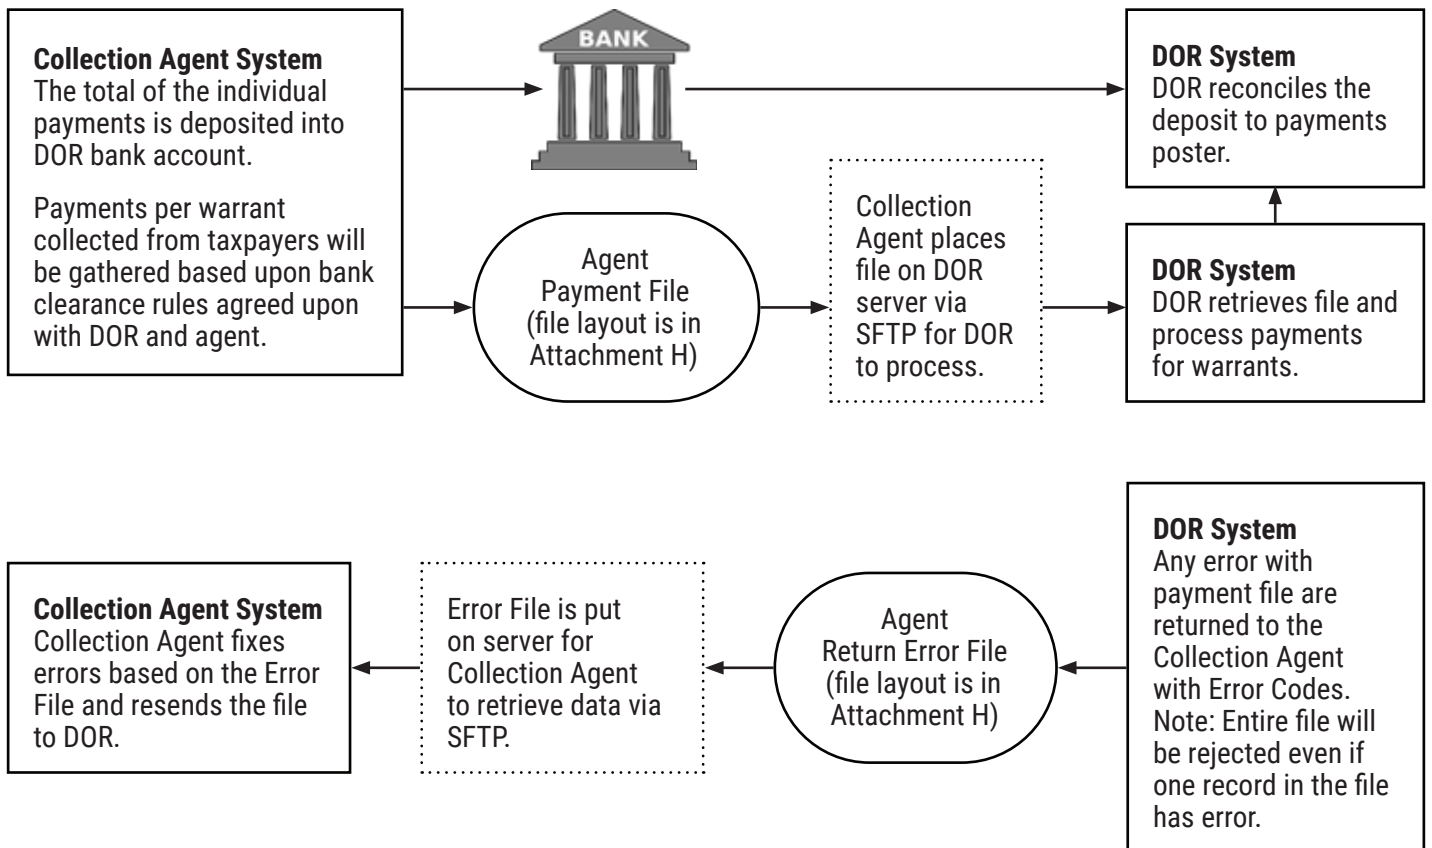 Collection Agent System
The total of the individual
payments is deposited into
DOR bank account.
Payments per warrant
collected from taxpayers will
be gathered based upon bank
clearance rules agreed upon
with DOR and agent.
BANK
Agent
Payment File
(file layout is in
Attachment H)
Collection
Agent places
file on DOR
server via
SFTP for DOR
to process.
DOR System
DOR reconciles the
deposit to payments
poster.
DOR System
DOR retrieves file and
process payments
for warrants.
DOR System
Any error with
payment file are
returned to the
Collection Agent
with Error Codes.
Note: Entire file will
be rejected even if
one record in the file
has error.
Agent
Return Error File
(file layout is in
Attachment H)
Error File is put
on server for
Collection Agent
to retrieve data via
SFTP.
Collection Agent System
Collection Agent fixes
errors based on the Error
File and resends the file
to DOR.